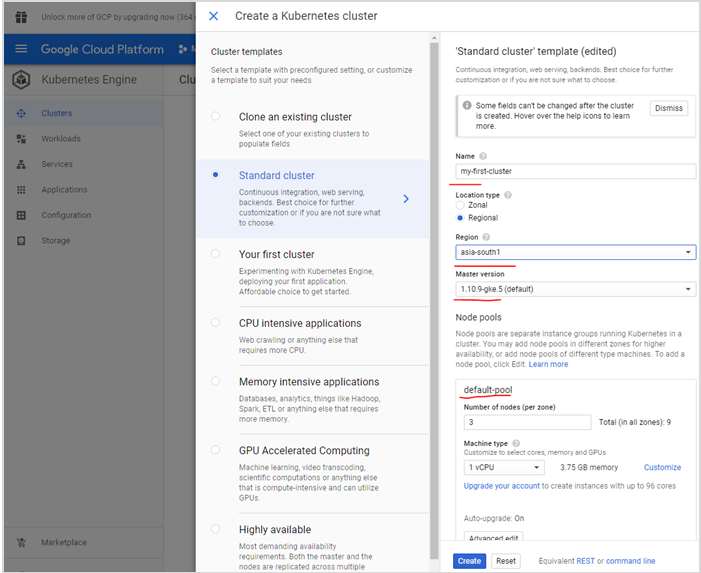 Unlock more of GCP by upgrading now (364
Google Cloud Platform
Kubernetes Engine
Clu
Clusters
Workloads
Services
Applications
Configuration
Storage
Marketplace
Create a Kubernetes cluster
Cluster templates
Select a template with preconfigured setting, or customize
a template to suit your needs
Clone an existing cluster
Select one of your existing clusters to
populate fields
Standard cluster
Continuous integration, web serving,
backends. Best choice for further
customization or if you are not sure what
to choose.
Your first cluster
Experimenting with Kubernetes Engine,
deploying your first application.
Affordable choice to get started.
CPU intensive applications
Web crawling or anything else that
requires more CPU.
Memory intensive applications
Databases, analytics, things like Hadoop,
Spark, ETL or anything else that requires
more memory.
GPU Accelerated Computing
Machine learning, video transcoding,
scientific computations or anything else
that is compute-intensive and can utilize
GPUs.
Highly available
Most demanding availability
requirements. Both the master and the
nodes are replicated across multiple
'Standard cluster' template (edited)
Continuous integration, web serving, backends. Best choice for further
customization or if you are not sure what to choose.
Some fields can't be changed after the cluster
is created. Hover over the help icons to learn
more.
Dismiss
Name
my-first-cluster
Location type
Zonal
Regional
Region
asia-south1
Master version
1.10.9-gke.5 (default)
Node pools
Node pools are separate instance groups running Kubernetes in a
cluster. You may add node pools in different zones for higher
availability, or add node pools of different type machines. To add a
node pool, click Edit. Learn more
default-pool
Number of nodes (per zone)
3 Total (in all zones): 9
Machine type
Customize to select cores, memory and GPUs
1 vCPU 3.75 GB memory Customize
Upgrade your account to create instances with up to 96 cores
Auto-upgrade: On
Advanced edit
Create Reset Equivalent REST or command line